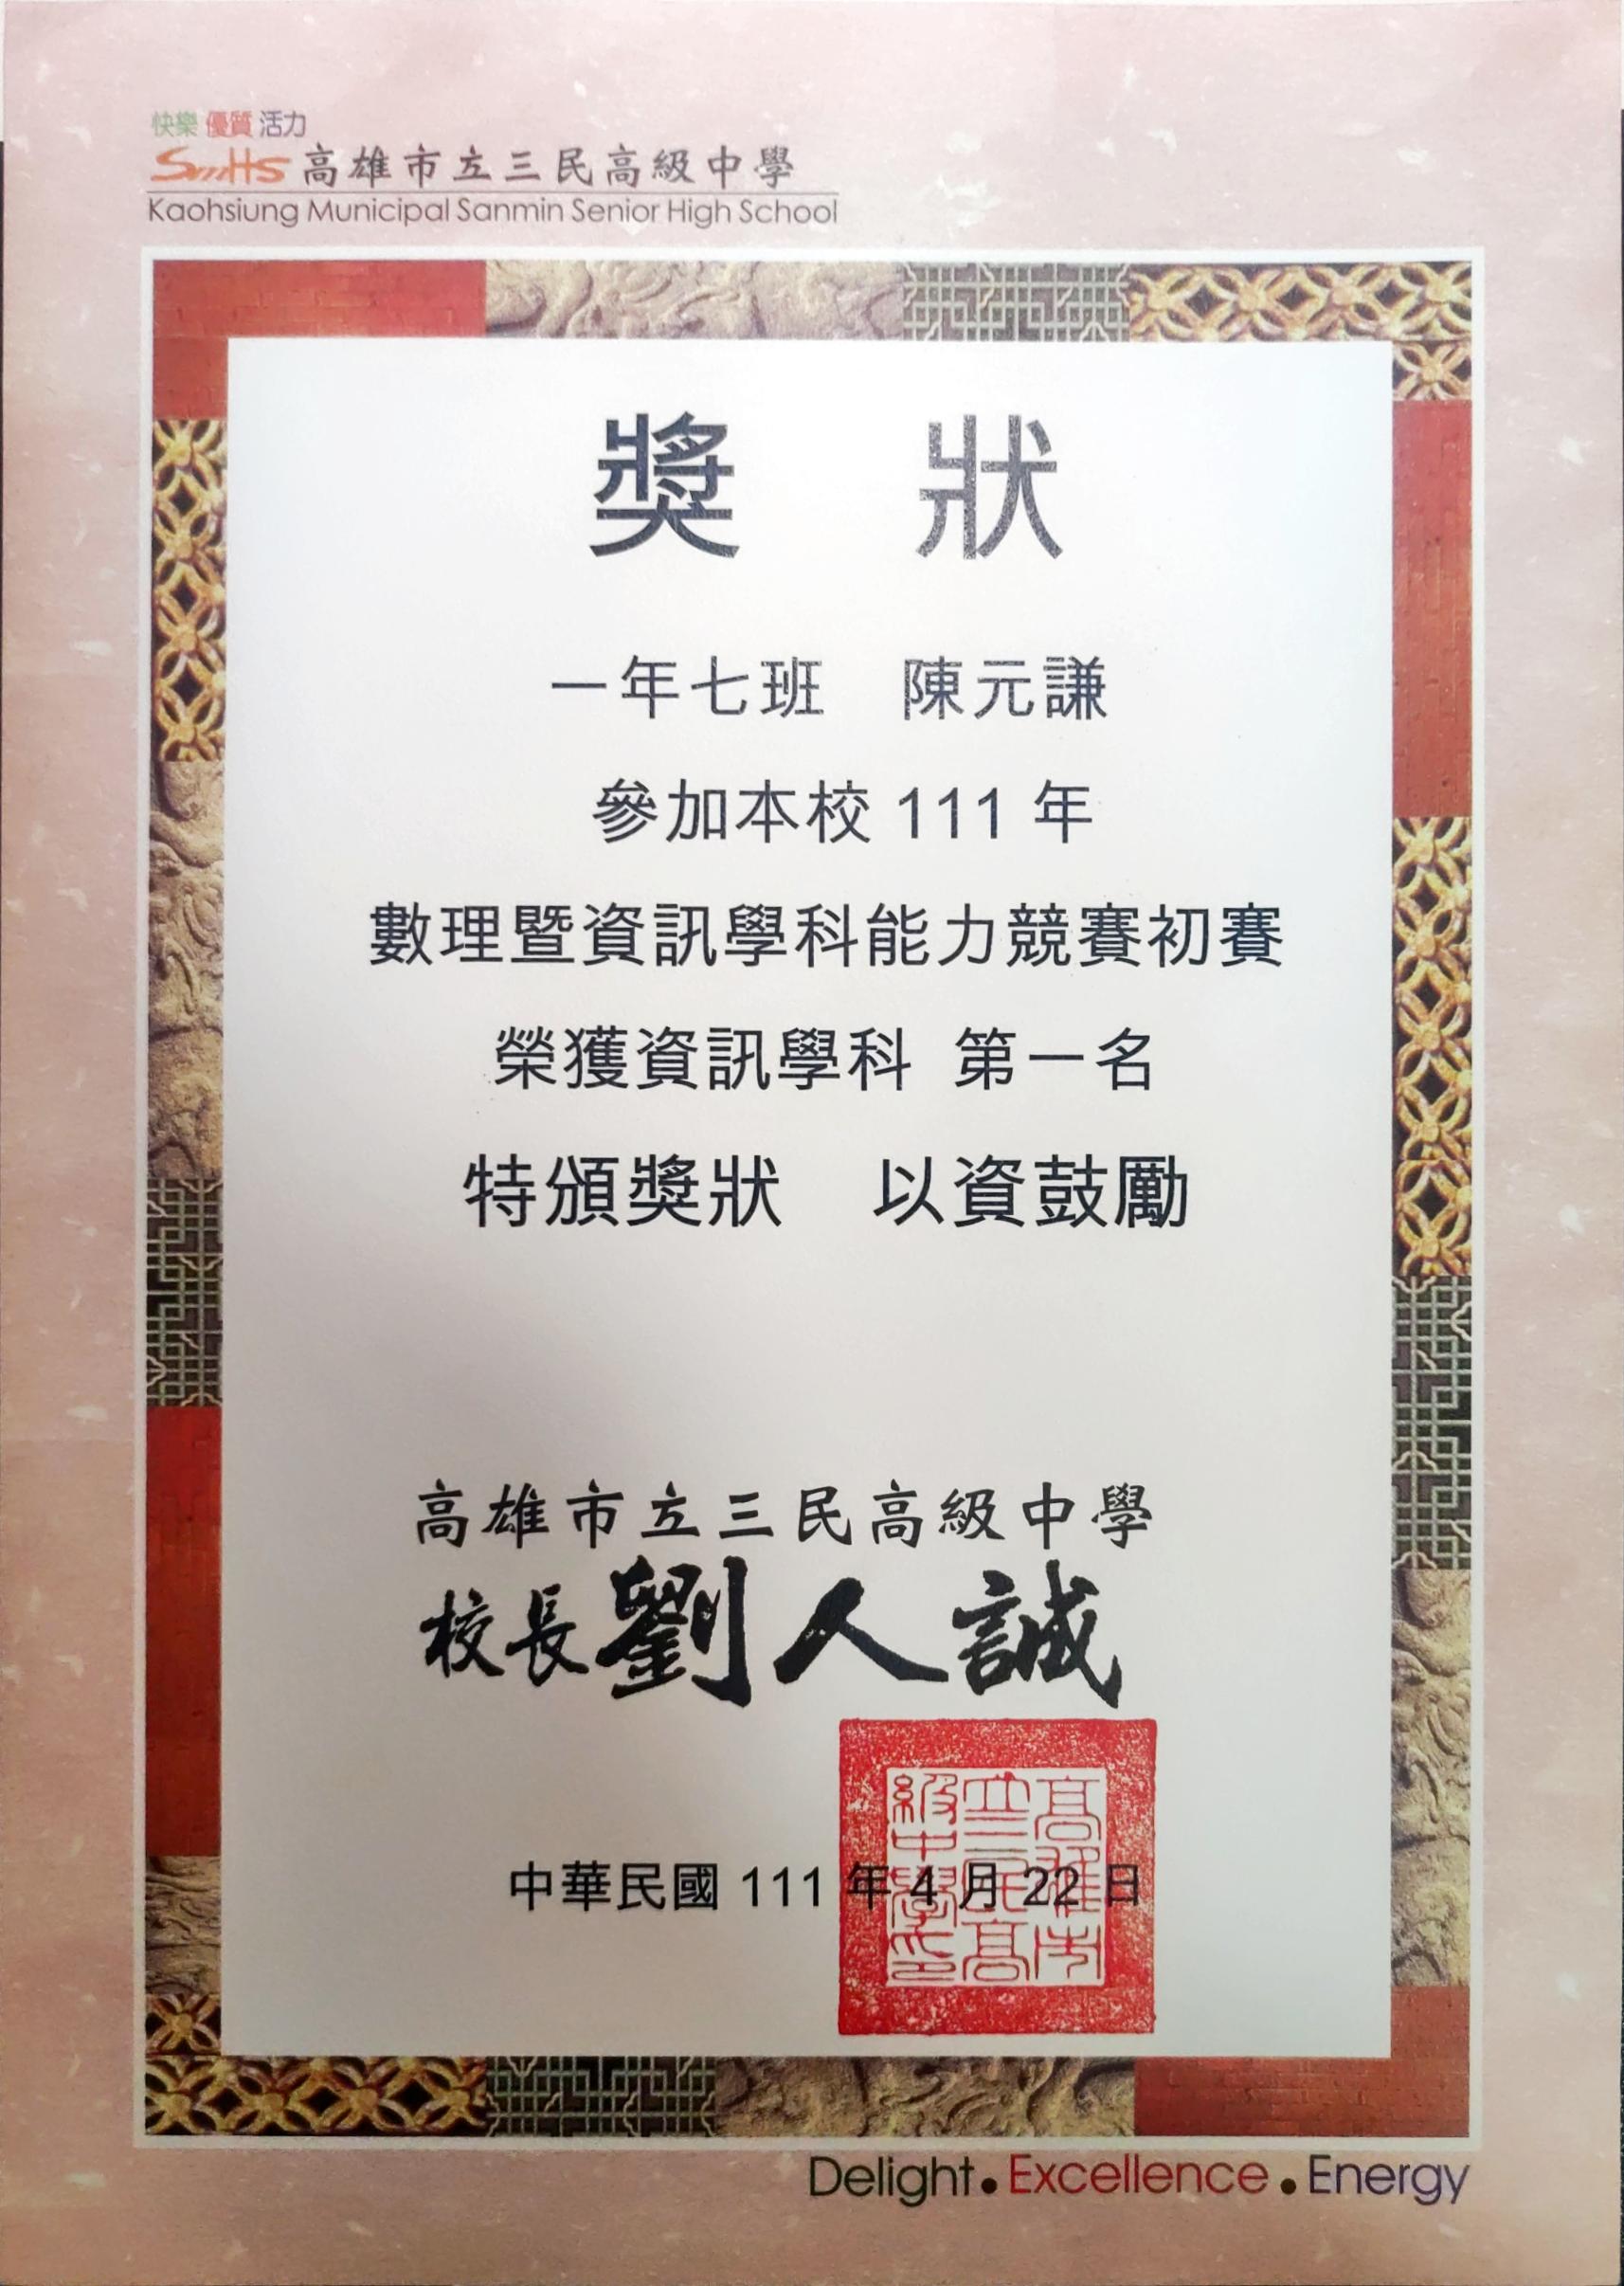 快樂 優質 活力
SmHS 高雄市立三民高級中學
Kaohsiung Municipal Sanmin Senior High School
獎 狀
一年七班 陳元謙
參加本校 111 年
數理暨資訊學科能力競賽初賽
榮獲資訊學科 第一名
特頒獎狀 以資鼓勵
高雄市立三民高級中學
校長劉人誠
中華民國 111 年 4 月 22 日
高雄市
立三民高
級中學印
Delight • Excellence • Energy